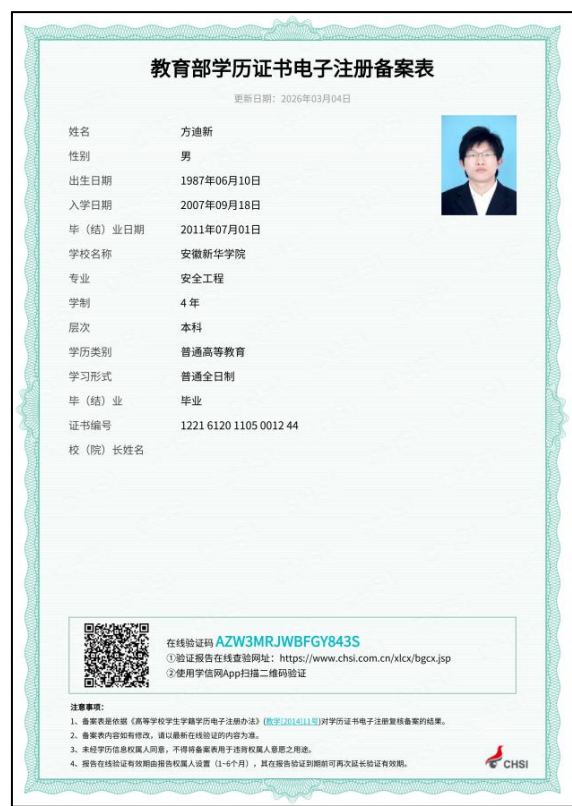 教育部学历证书电子注册备案表
更新日期：2026年03月04日
姓名 方迪新
性别 男
出生日期 1987年06月10日
入学日期 2007年09月18日
毕（结）业日期 2011年07月01日
学校名称 安徽新华学院
专业 安全工程
学制 4 年
层次 本科
学历类别 普通高等教育
学习形式 普通全日制
毕（结）业 毕业
证书编号 1221 6120 1105 0012 44
校（院）长姓名
在线验证码 AZW3MRJWBFGY843S
①验证报告在线查验网址：https://www.chsi.com.cn/xlcx/bgcx.jsp
②使用学信网App扫描二维码验证
注意事项：
1、备案表是依据《高等学校学生学籍学历电子注册办法》(教学[2014]11号)对学历证书电子注册复核备案的结果。
2、备案表内容如有修改，请以最新在线验证的内容为准。
3、未经学历信息权属人同意，不得将备案表用于违背权属人意愿之用途。
4、报告在线验证有效期由报告权属人设置（1~6个月），其在报告验证到期前可再次延长验证有效期。
CHSI